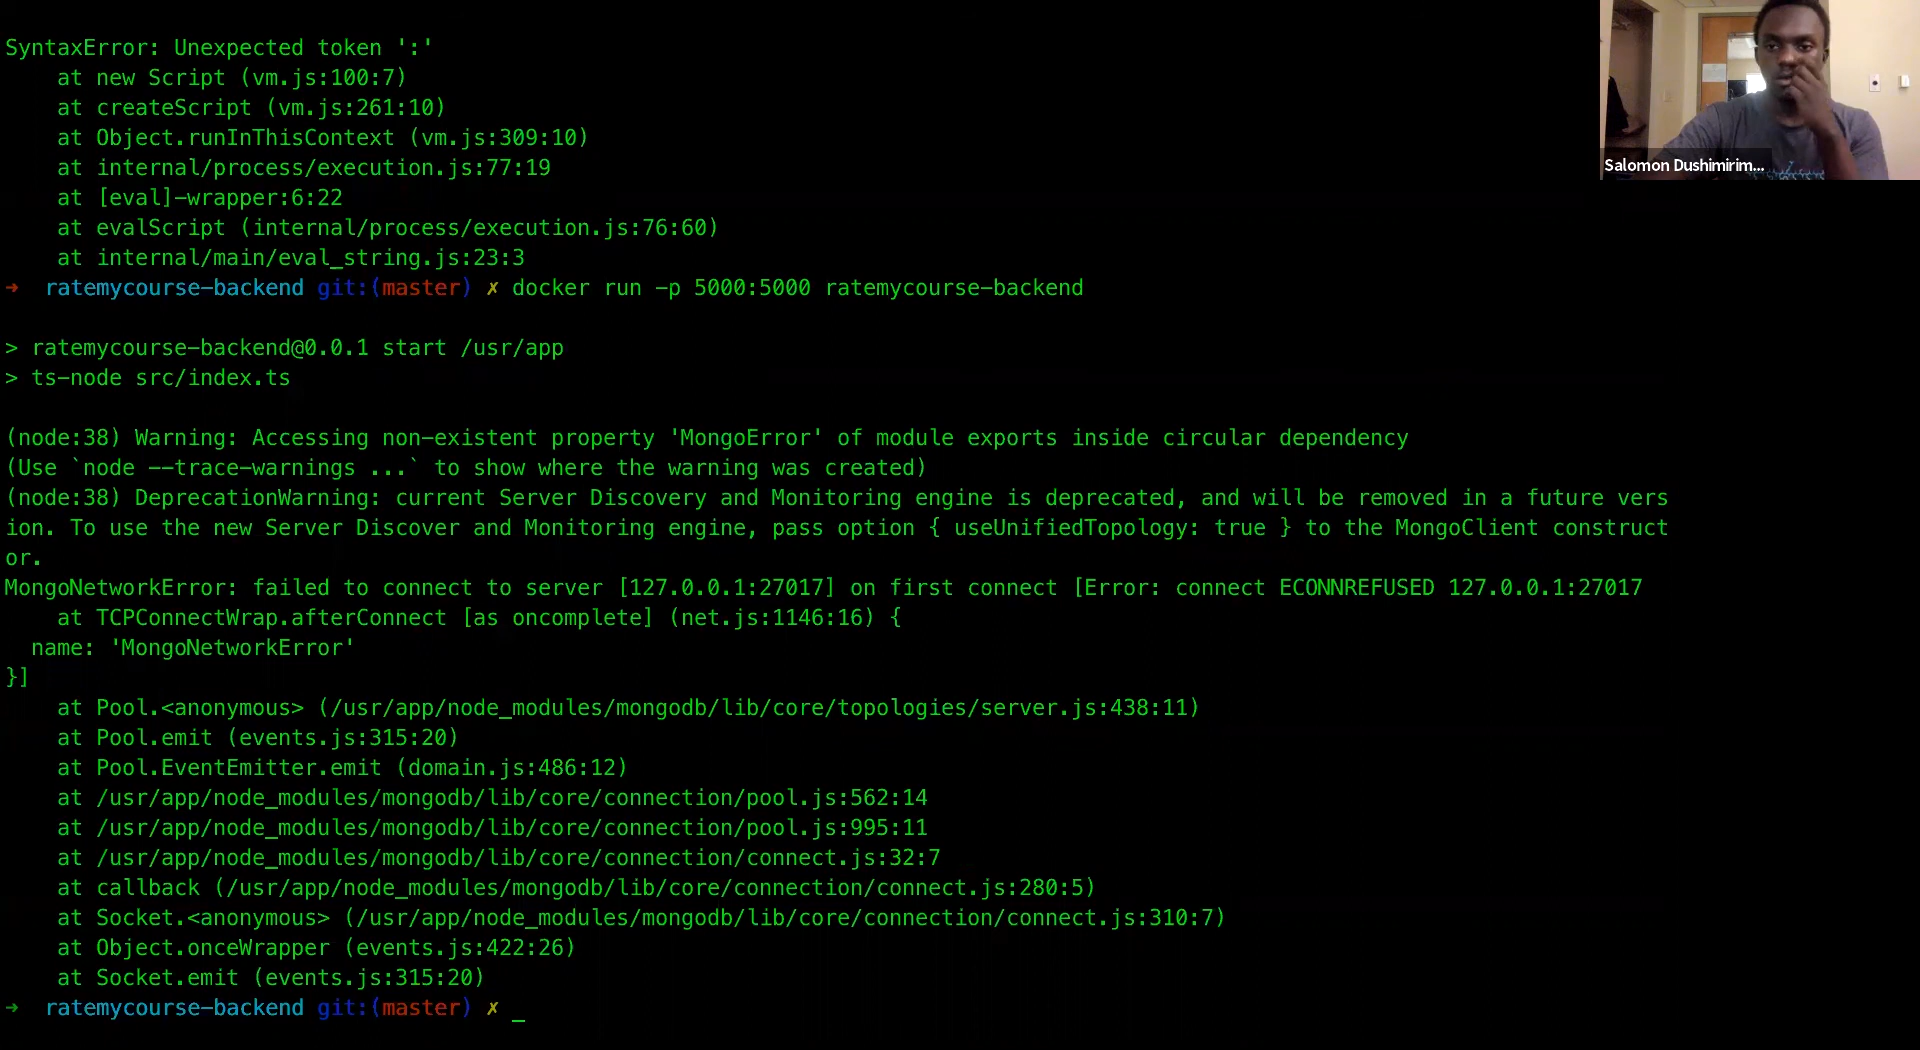 SyntaxError: Unexpected token ':'
    at new Script (vm.js:100:7)
    at createScript (vm.js:261:10)
    at Object.runInThisContext (vm.js:309:10)
    at internal/process/execution.js:77:19
    at [eval]-wrapper:6:22
    at evalScript (internal/process/execution.js:76:60)
    at internal/main/eval_string.js:23:3
→  ratemycourse-backend git:(master) ✗ docker run -p 5000:5000 ratemycourse-backend
> ratemycourse-backend@0.0.1 start /usr/app
> ts-node src/index.ts
(node:38) Warning: Accessing non-existent property 'MongoError' of module exports inside circular dependency
(Use `node --trace-warnings ...` to show where the warning was created)
(node:38) DeprecationWarning: current Server Discovery and Monitoring engine is deprecated, and will be removed in a future vers
ion. To use the new Server Discover and Monitoring engine, pass option { useUnifiedTopology: true } to the MongoClient construct
or.
MongoNetworkError: failed to connect to server [127.0.0.1:27017] on first connect [Error: connect ECONNREFUSED 127.0.0.1:27017
    at TCPConnectWrap.afterConnect [as oncomplete] (net.js:1146:16) {
  name: 'MongoNetworkError'
}]
    at Pool.<anonymous> (/usr/app/node_modules/mongodb/lib/core/topologies/server.js:438:11)
    at Pool.emit (events.js:315:20)
    at Pool.EventEmitter.emit (domain.js:486:12)
    at /usr/app/node_modules/mongodb/lib/core/connection/pool.js:562:14
    at /usr/app/node_modules/mongodb/lib/core/connection/pool.js:995:11
    at /usr/app/node_modules/mongodb/lib/core/connection/connect.js:32:7
    at callback (/usr/app/node_modules/mongodb/lib/core/connection/connect.js:280:5)
    at Socket.<anonymous> (/usr/app/node_modules/mongodb/lib/core/connection/connect.js:310:7)
    at Object.onceWrapper (events.js:422:26)
    at Socket.emit (events.js:315:20)
→  ratemycourse-backend git:(master) ✗ _
Salomon Dushimirim...